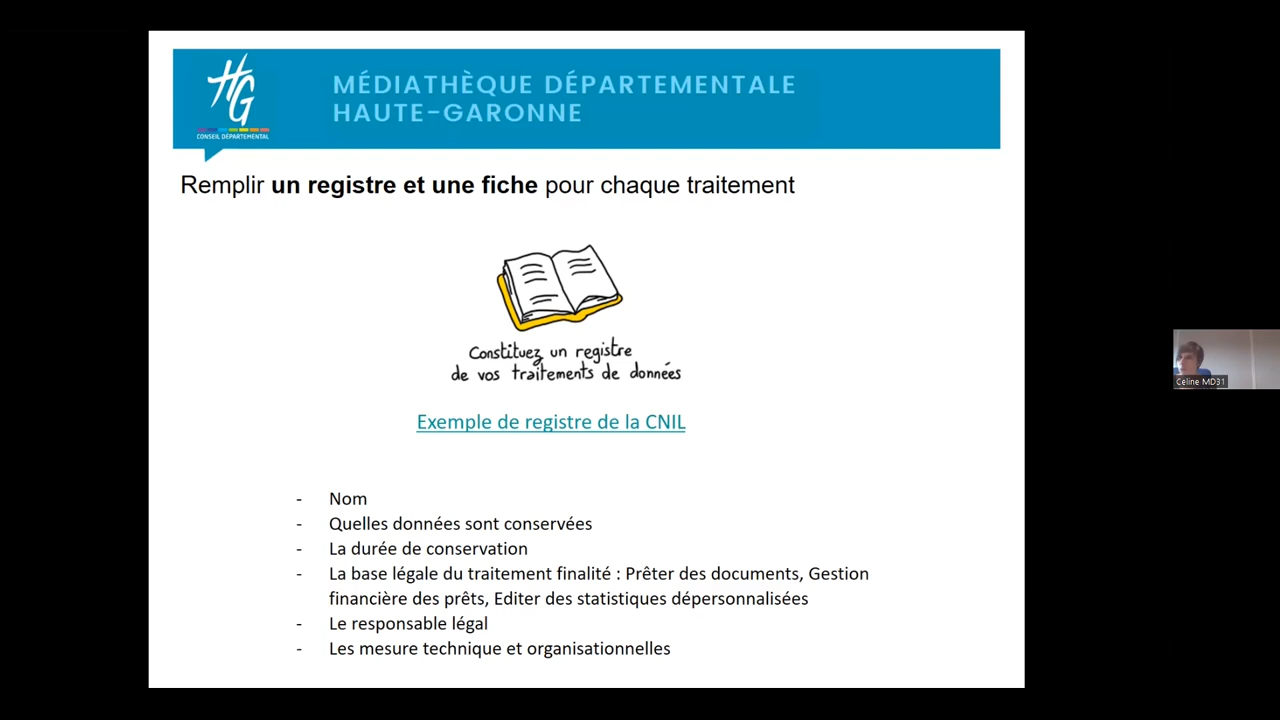 HG
CONSEIL DÉPARTEMENTAL
MÉDIATHÈQUE DÉPARTEMENTALE
HAUTE-GARONNE
Remplir un registre et une fiche pour chaque traitement
Constituez un registre
de vos traitements de données
Exemple de registre de la CNIL
- Nom
- Quelles données sont conservées
- La durée de conservation
- La base légale du traitement finalité : Prêter des documents, Gestion
financière des prêts, Editer des statistiques dépersonnalisées
- Le responsable légal
- Les mesure technique et organisationnelles
Céline MD31